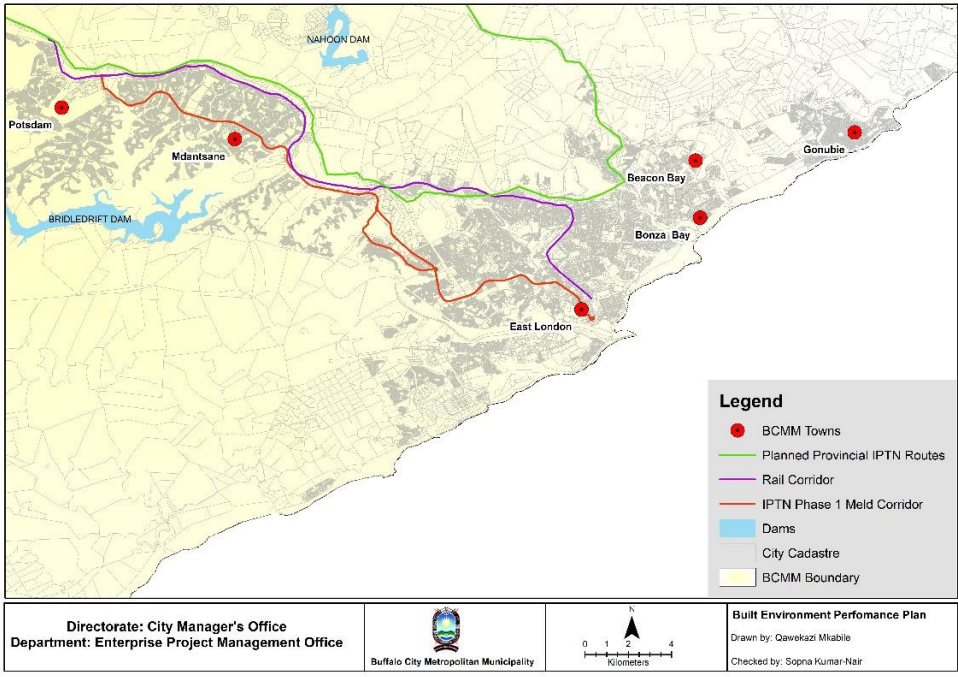 NAHOON DAM
Potsdam
Mdantsane
Gonubie
Beacon Bay
BRIDLEDRIFT DAM
Bonza Bay
East London
Legend
BCMM Towns
Planned Provincial IPTN Routes
Rail Corridor
IPTN Phase 1 Meld Corridor
Dams
City Cadastre
BCMM Boundary
Directorate: City Manager's Office
Department: Enterprise Project Management Office
Buffalo City Metropolitan Municipality
N
0 1 2 4
Kilometers
Built Environment Perfomance Plan
Drawn by: Qawekazi Mkabile
Checked by: Sopna Kumar-Nair